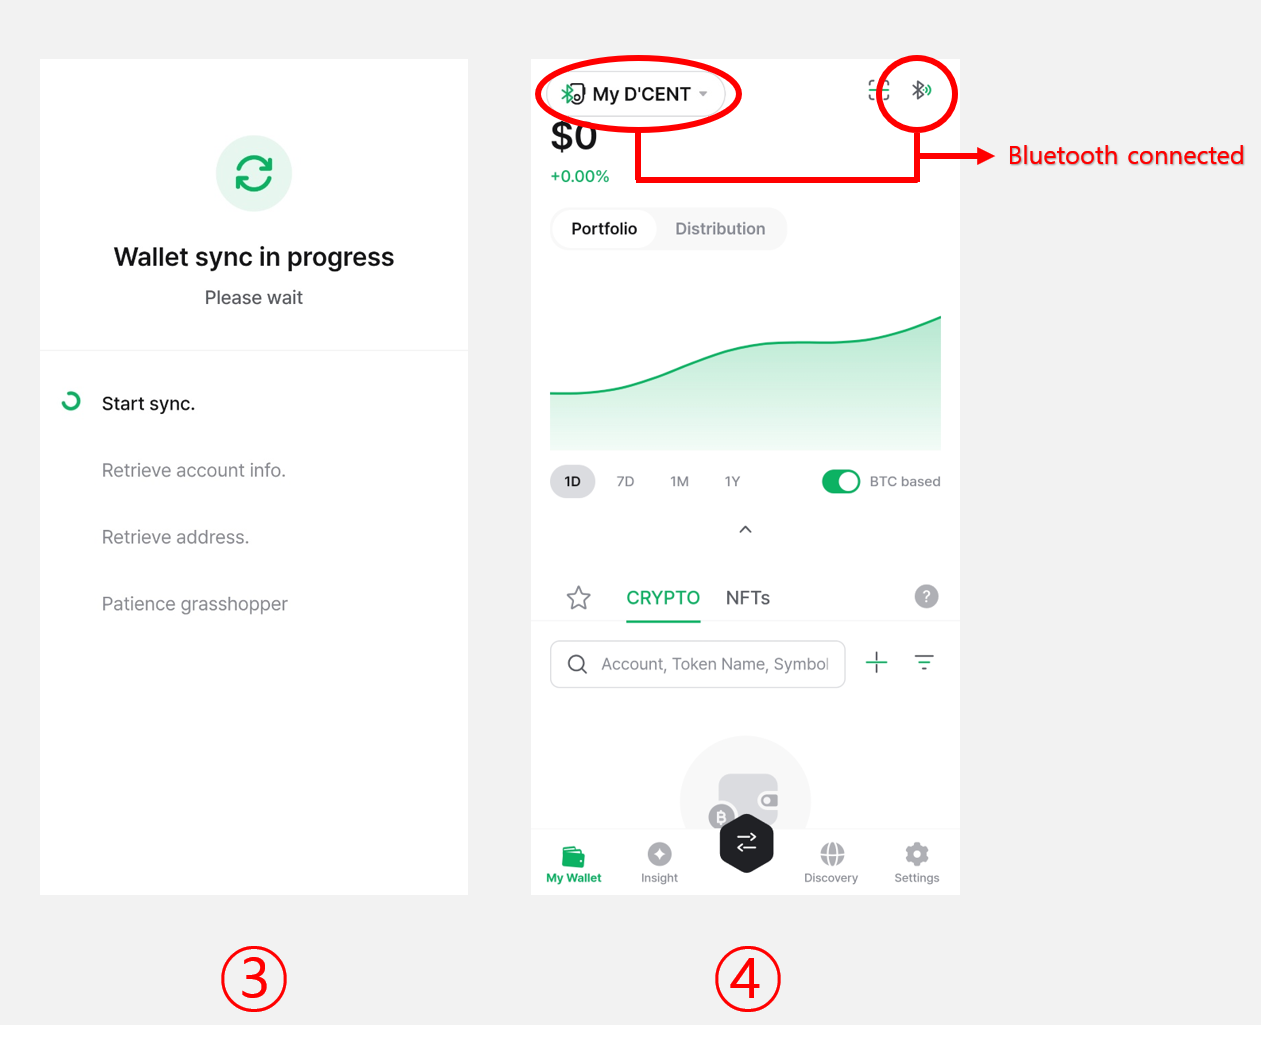 Wallet sync in progress
Please wait
Start sync.
Retrieve account info.
Retrieve address.
Patience grasshopper
③
My D'CENT
$0
+0.00%
Bluetooth connected
Portfolio
Distribution
1D
7D
1M
1Y
BTC based
CRYPTO
NFTs
?
Account, Token Name, Symbol
My Wallet
Insight
Discovery
Settings
④